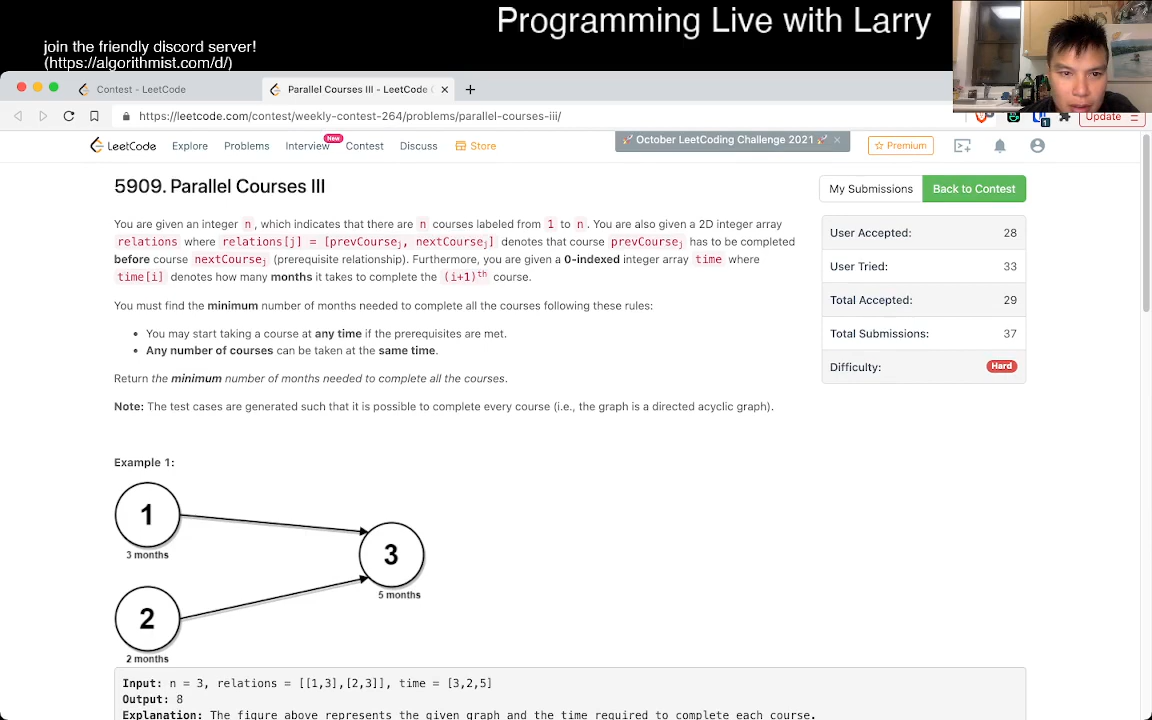 Programming Live with Larry
join the friendly discord server!
(https://algorithmist.com/d/)
Contest - LeetCode
Parallel Courses III - LeetCode
https://leetcode.com/contest/weekly-contest-264/problems/parallel-courses-iii/
Update
LeetCode Explore Problems Interview New Contest Discuss Store
🚀 October LeetCoding Challenge 2021 🚀
Premium
5909. Parallel Courses III
My Submissions
Back to Contest
You are given an integer n, which indicates that there are n courses labeled from 1 to n. You are also given a 2D integer array
relations where relations[j] = [prevCoursej, nextCoursej] denotes that course prevCoursej has to be completed
before course nextCoursej (prerequisite relationship). Furthermore, you are given a 0-indexed integer array time where
time[i] denotes how many months it takes to complete the (i+1)th course.
You must find the minimum number of months needed to complete all the courses following these rules:
• You may start taking a course at any time if the prerequisites are met.
• Any number of courses can be taken at the same time.
Return the minimum number of months needed to complete all the courses.
Note: The test cases are generated such that it is possible to complete every course (i.e., the graph is a directed acyclic graph).
User Accepted: 28
User Tried: 33
Total Accepted: 29
Total Submissions: 37
Difficulty: Hard
Example 1:
1
3 months
3
5 months
2
2 months
Input: n = 3, relations = [[1,3],[2,3]], time = [3,2,5]
Output: 8
Explanation: The figure above represents the given graph and the time required to complete each course.